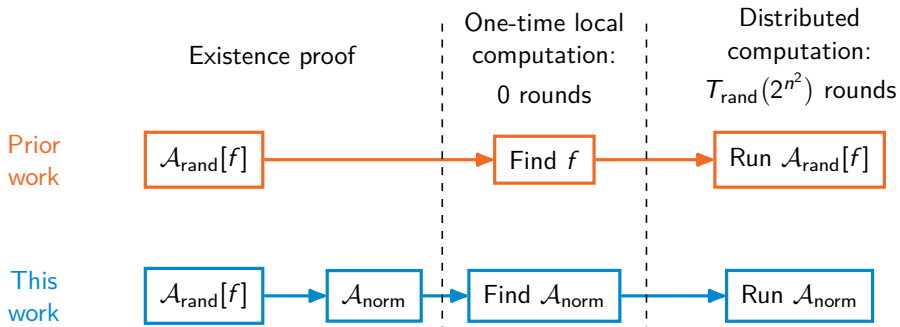 Existence proof
One-time local
computation:
0 rounds
Distributed
computation:
T_rand(2^{n^2}) rounds
Prior
work
𝒜_rand[f]
Find f
Run 𝒜_rand[f]
This
work
𝒜_rand[f]
𝒜_norm
Find 𝒜_norm
Run 𝒜_norm